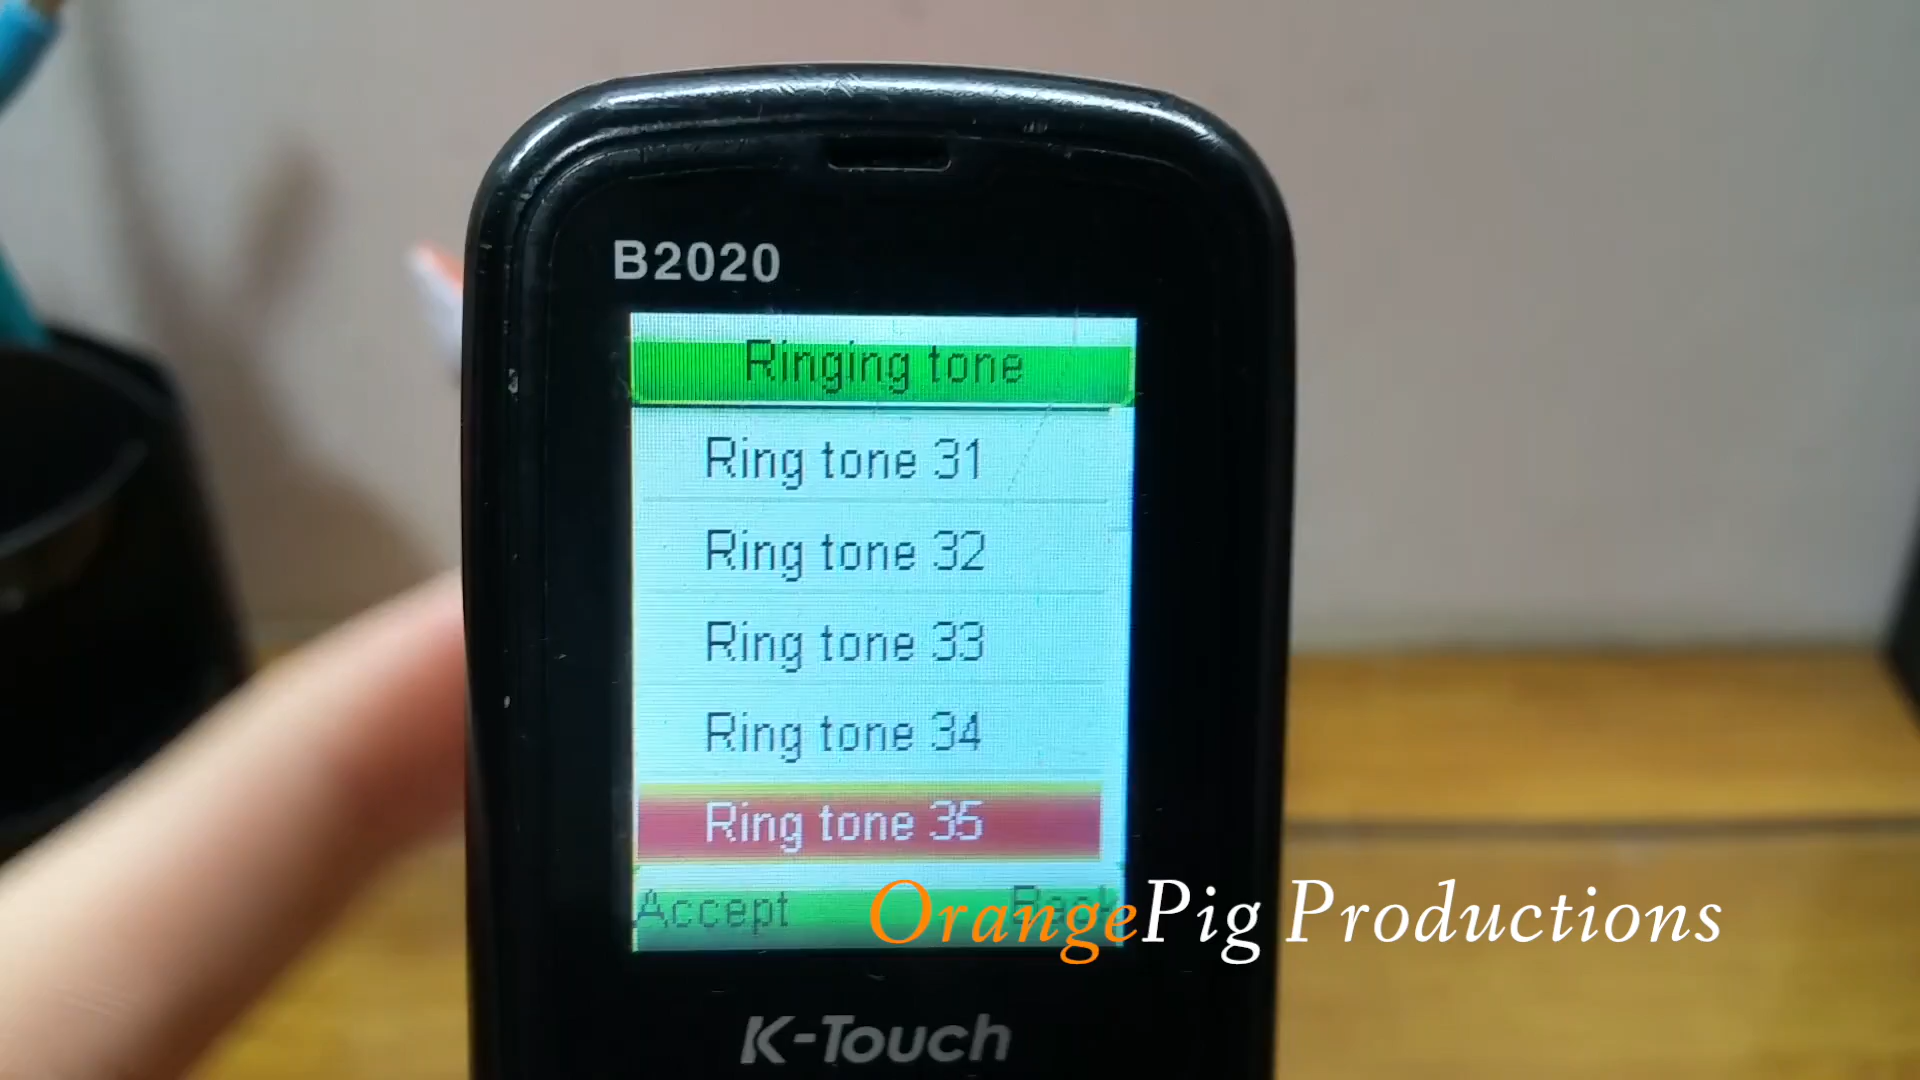 B2020
Ringing tone
Ring tone 31
Ring tone 32
Ring tone 33
Ring tone 34
Ring tone 35
Accept Back
OrangePig Productions
K-Touch